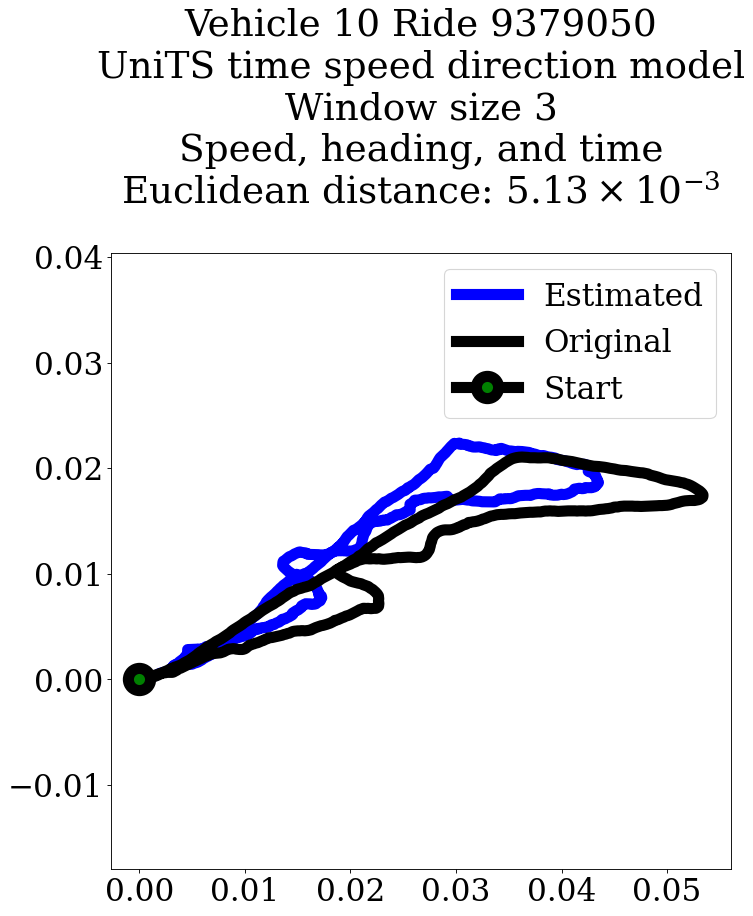 Vehicle 10 Ride 9379050
UniTS time speed direction model
Window size 3
Speed, heading, and time
Euclidean distance: 5.13 × 10⁻³
0.04
0.03
0.02
0.01
0.00
−0.01
Estimated
Original
Start
0.00 0.01 0.02 0.03 0.04 0.05